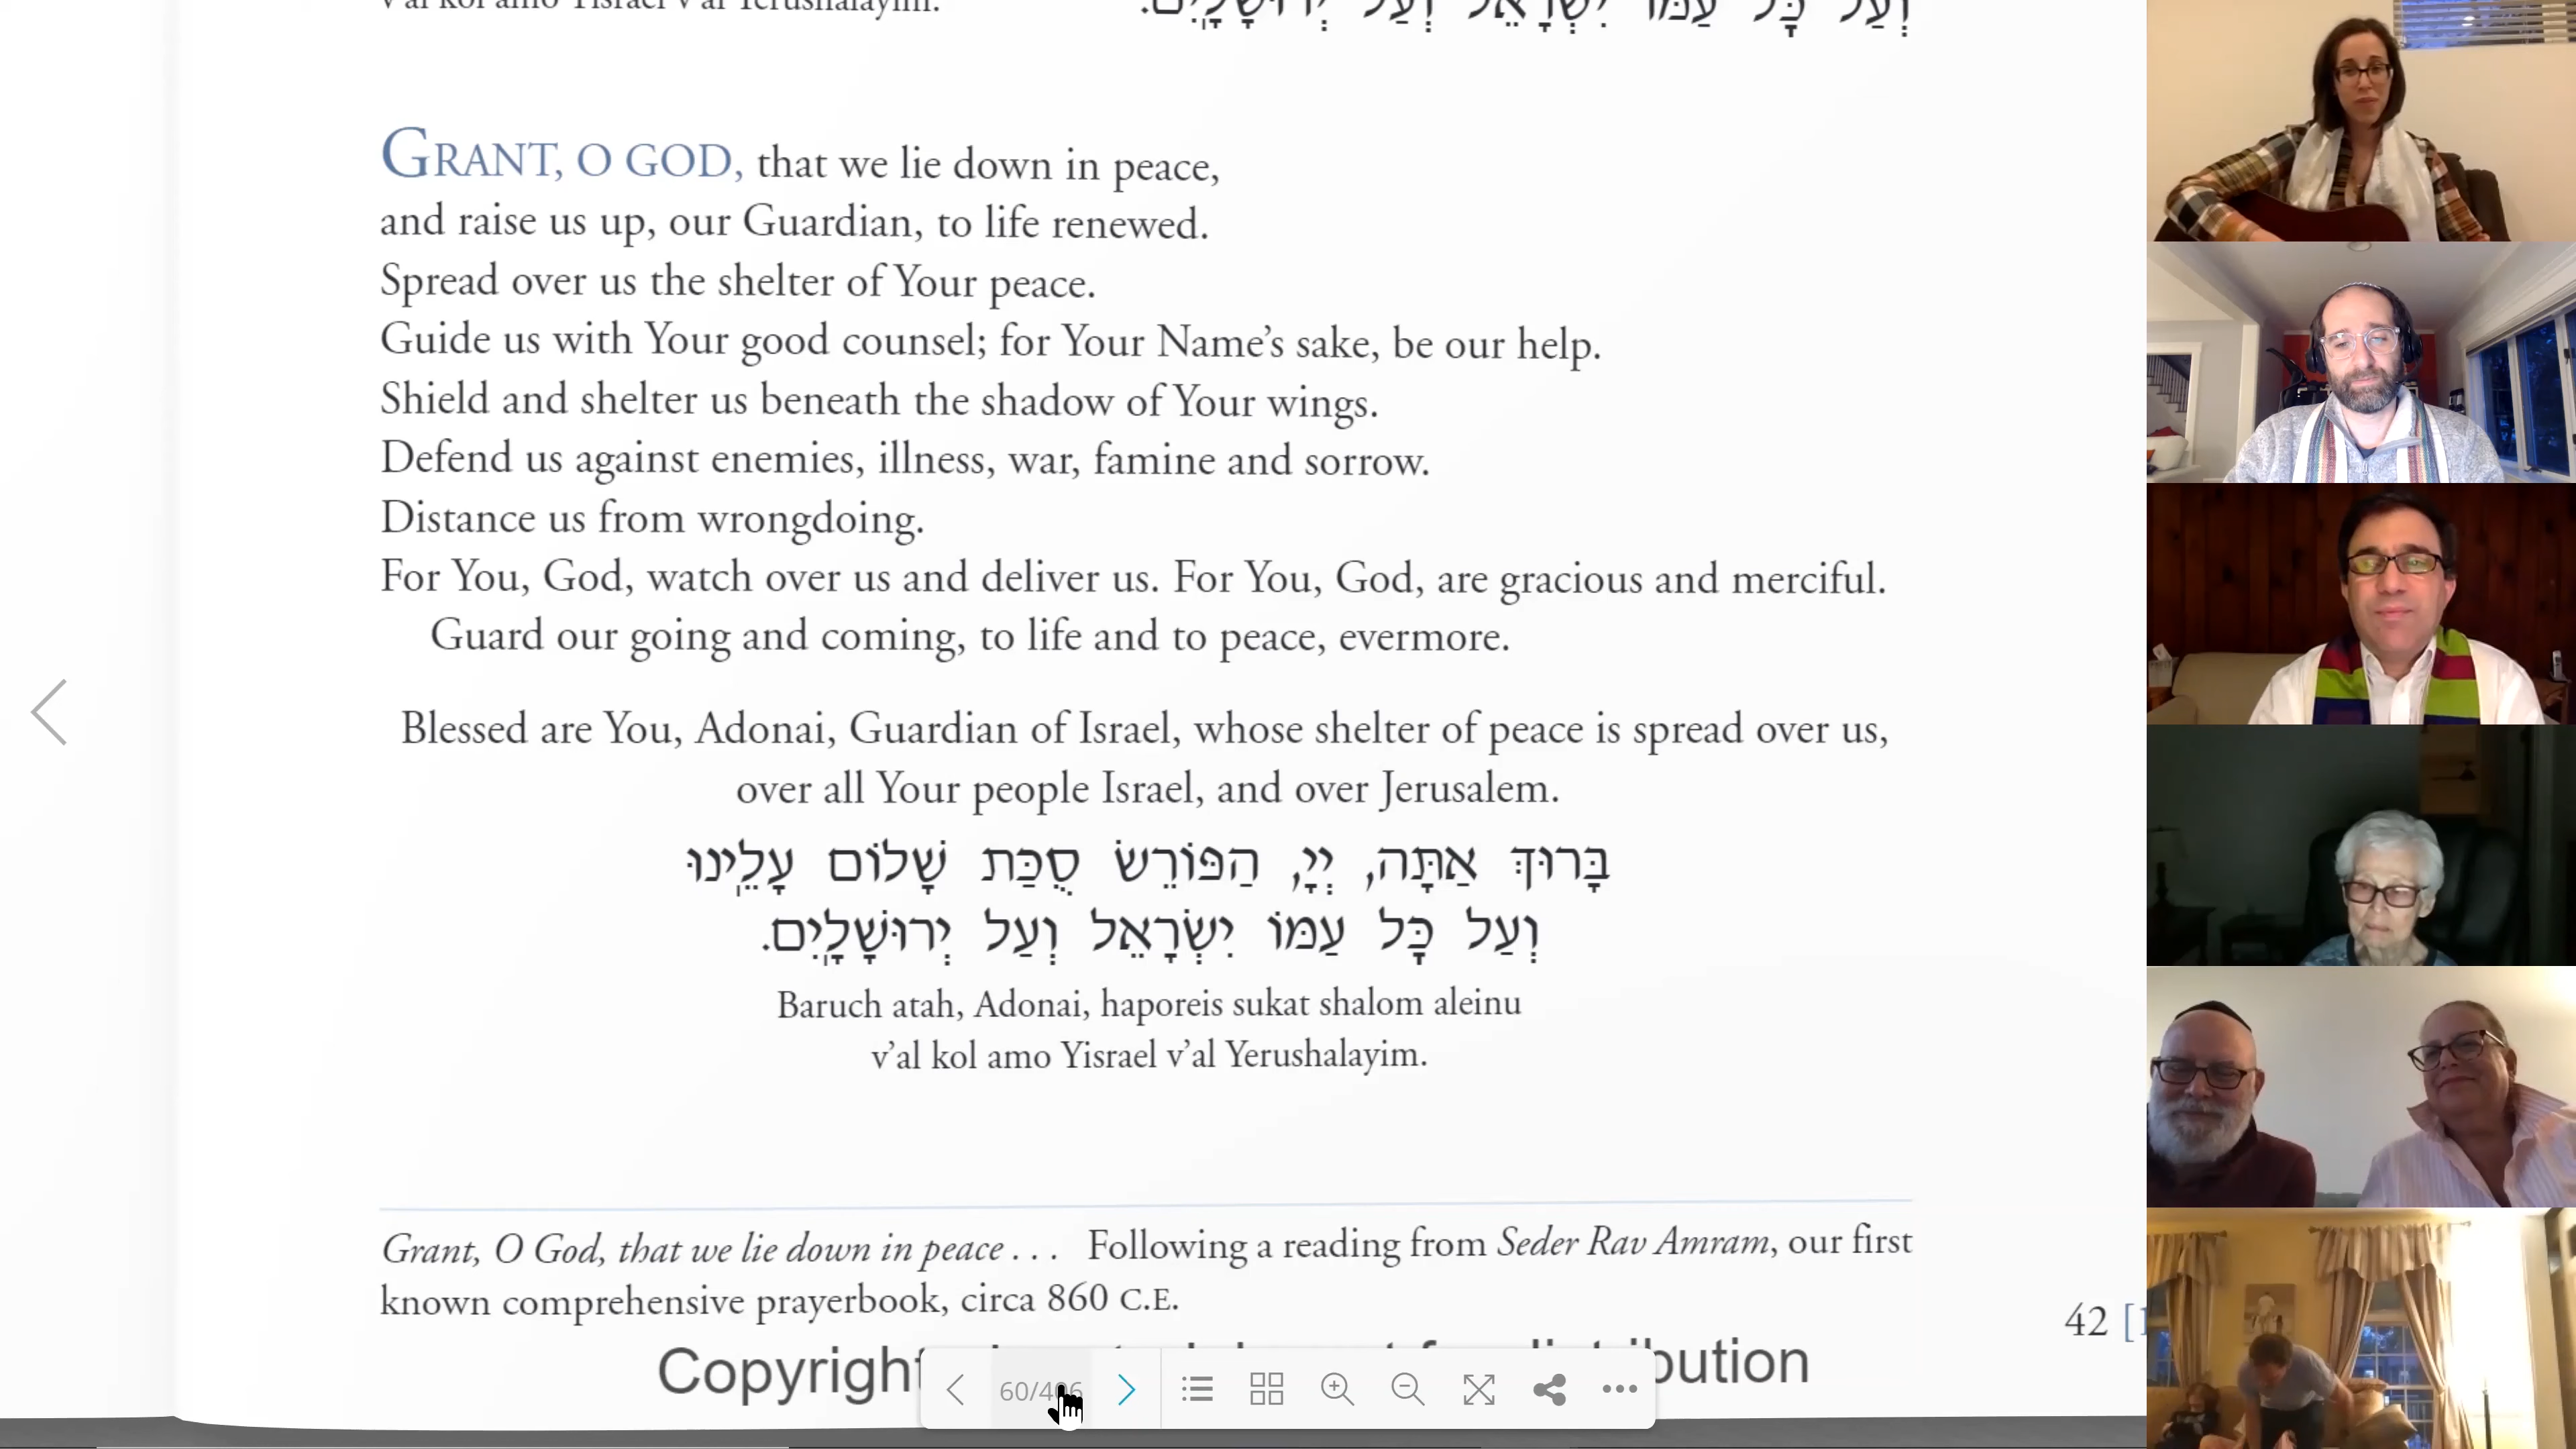 v'al kol amo Yisrael v'al Yerushalayim.
וְעַל כָּל עַמּוֹ יִשְׂרָאֵל וְעַל יְרוּשָׁלָֽיִם.
GRANT, O GOD, that we lie down in peace,
and raise us up, our Guardian, to life renewed.
Spread over us the shelter of Your peace.
Guide us with Your good counsel; for Your Name’s sake, be our help.
Shield and shelter us beneath the shadow of Your wings.
Defend us against enemies, illness, war, famine and sorrow.
Distance us from wrongdoing.
For You, God, watch over us and deliver us. For You, God, are gracious and merciful.
Guard our going and coming, to life and to peace, evermore.
Blessed are You, Adonai, Guardian of Israel, whose shelter of peace is spread over us,
over all Your people Israel, and over Jerusalem.
בָּרוּךְ אַתָּה, יְיָ, הַפּוֹרֵשׂ סֻכַּת שָׁלוֹם עָלֵֽינוּ
וְעַל כָּל עַמּוֹ יִשְׂרָאֵל וְעַל יְרוּשָׁלָֽיִם.
Baruch atah, Adonai, haporeis sukat shalom aleinu
v’al kol amo Yisrael v’al Yerushalayim.
Grant, O God, that we lie down in peace . . . Following a reading from Seder Rav Amram, our first
known comprehensive prayerbook, circa 860 C.E.
42
Copyright